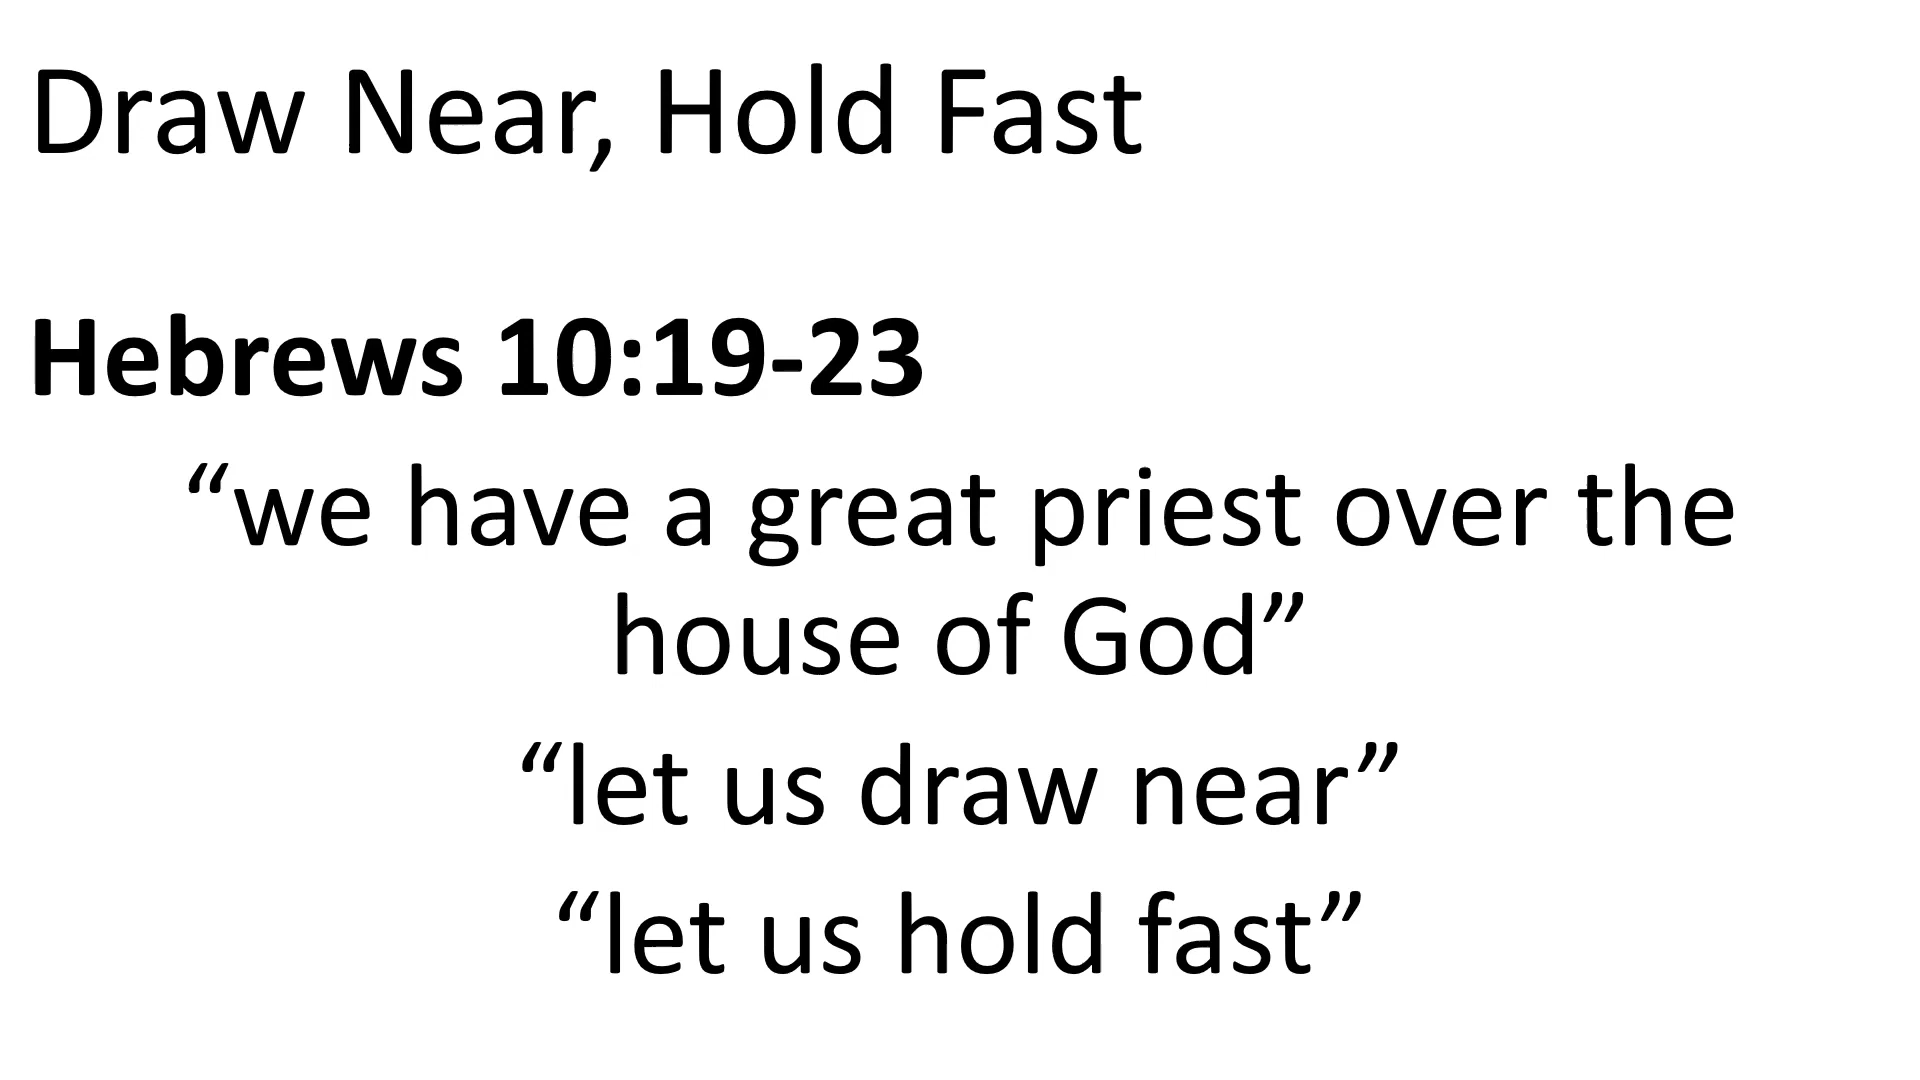 Draw Near, Hold Fast
Hebrews 10:19-23
“we have a great priest over the
house of God”
“let us draw near”
“let us hold fast”